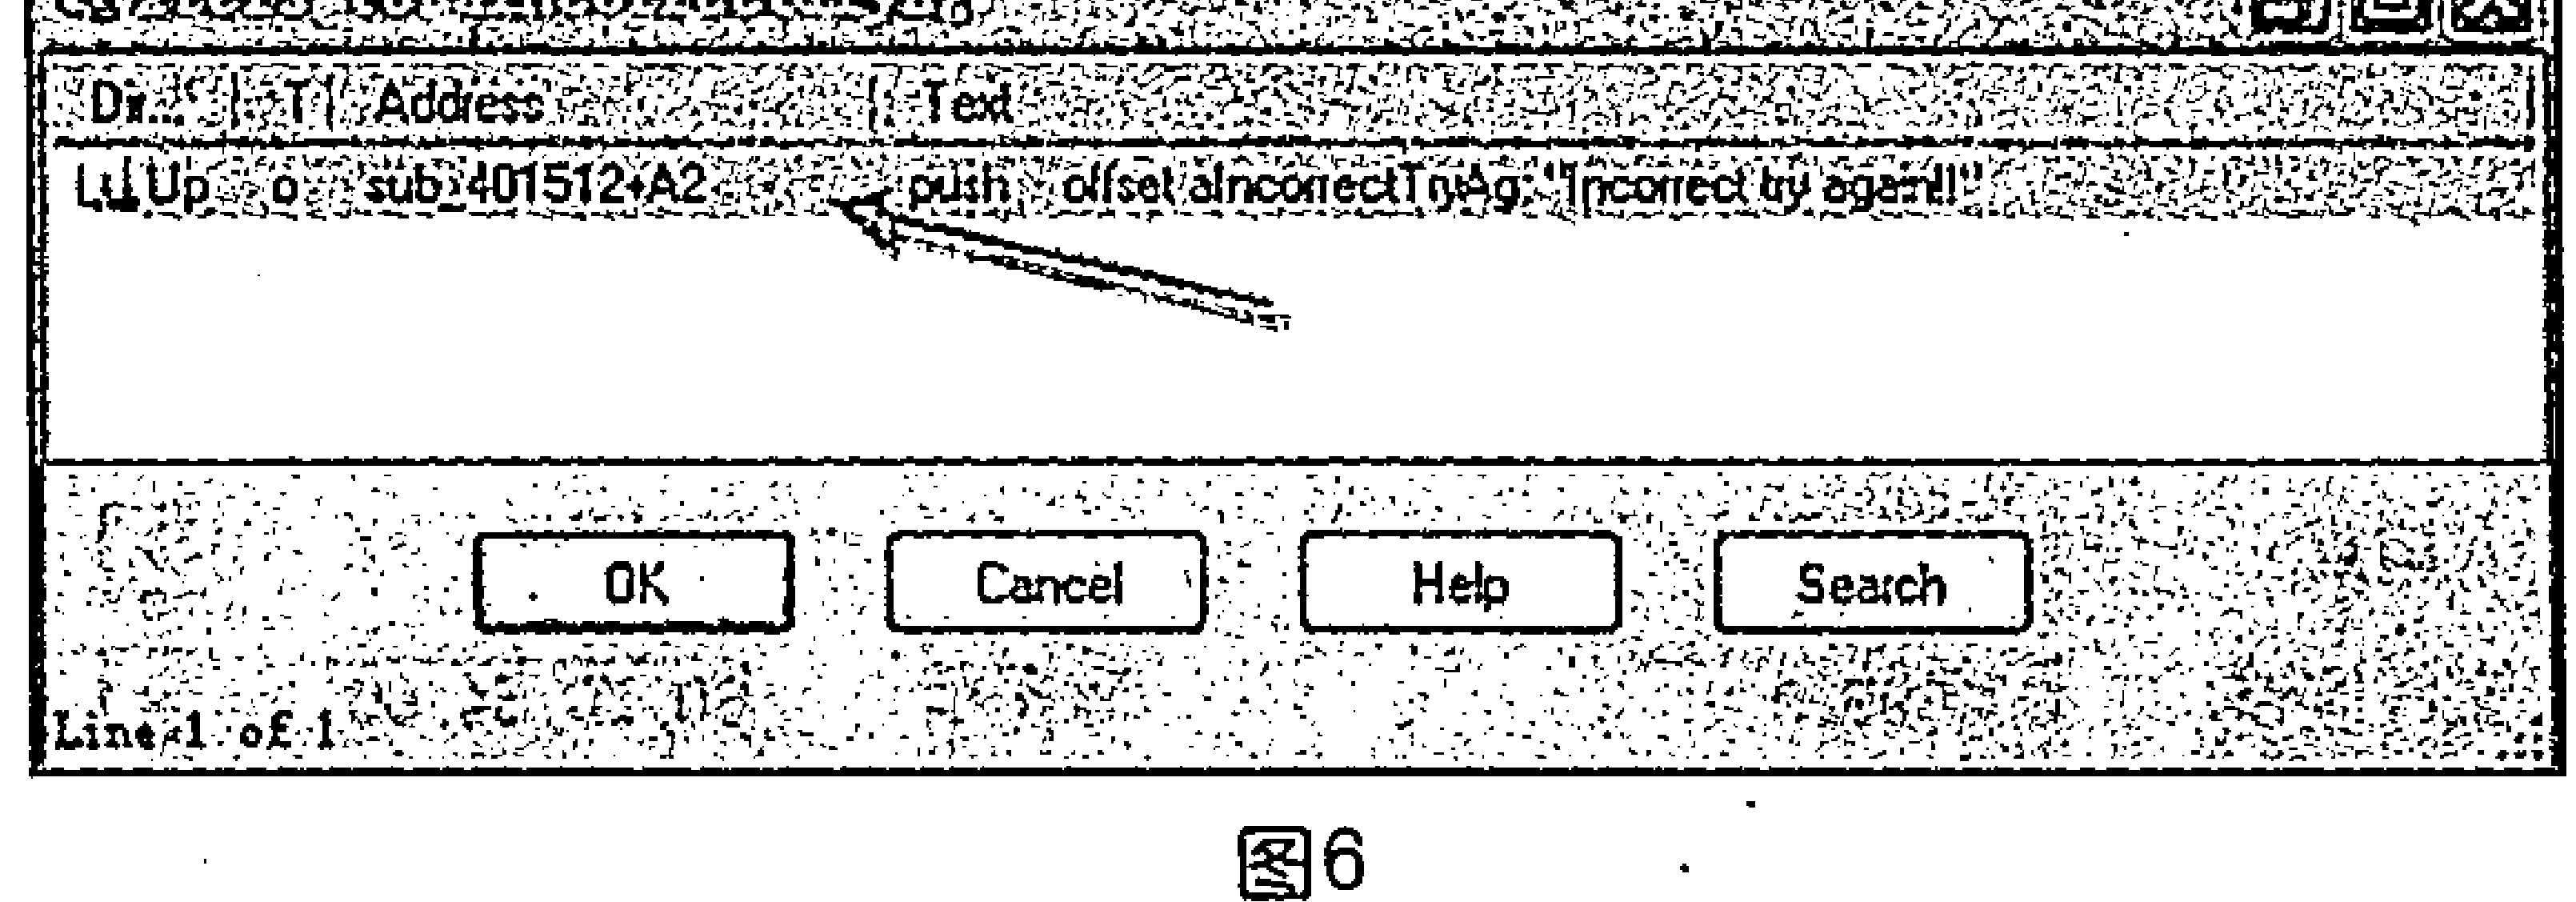 Dir... T Address Text
Up o sub_401512+A2 push offset aIncorrectTryAg; "Incorrect try again!!"
OK Cancel Help Search
Line 1 of 1
图6